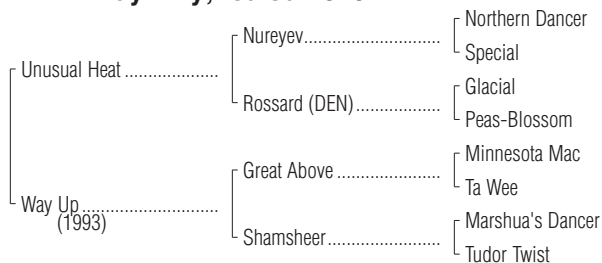 Northern Dancer
Nureyev
Special
Unusual Heat
Glacial
Rossard (DEN)
Peas-Blossom
Minnesota Mac
Great Above
Ta Wee
Way Up
(1993)
Marshua's Dancer
Shamsheer
Tudor Twist